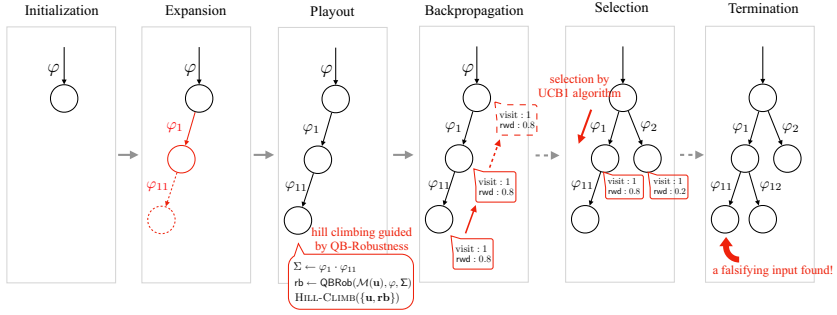 Initialization
Expansion
Playout
Backpropagation
Selection
Termination
φ
φ
φ₁
φ₁₁
φ
φ₁
φ₁₁
hill climbing guided
by QB-Robustness
Σ ← φ₁ · φ₁₁
rb ← QBRob(M(u), φ, Σ)
HILL-CLIMB({u, rb})
φ
φ₁
φ₁₁
visit : 1
rwd : 0.8
visit : 1
rwd : 0.8
visit : 1
rwd : 0.8
φ
selection by
UCB1 algorithm
φ₁
φ₂
φ₁₁
visit : 1
rwd : 0.8
visit : 1
rwd : 0.2
φ
φ₁
φ₂
φ₁₁
φ₁₂
a falsifying input found!